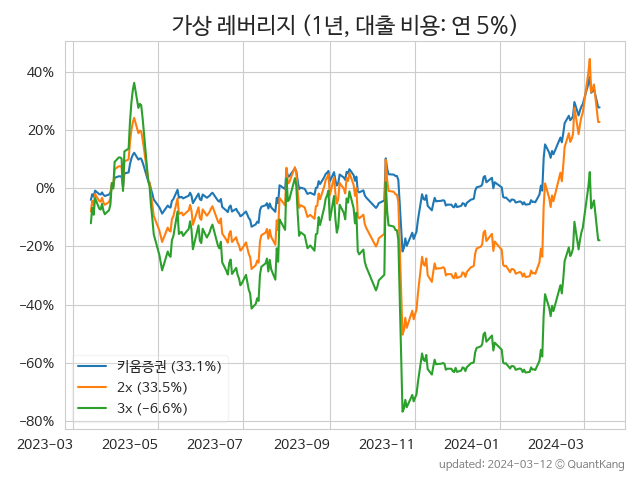 가상 레버리지 (1년, 대출 비용: 연 5%)
40%
20%
0%
−20%
−40%
−60%
−80%
키움증권 (33.1%)
2x (33.5%)
3x (−6.6%)
2023-03 2023-05 2023-07 2023-09 2023-11 2024-01 2024-03
updated: 2024-03-12 © QuantKang